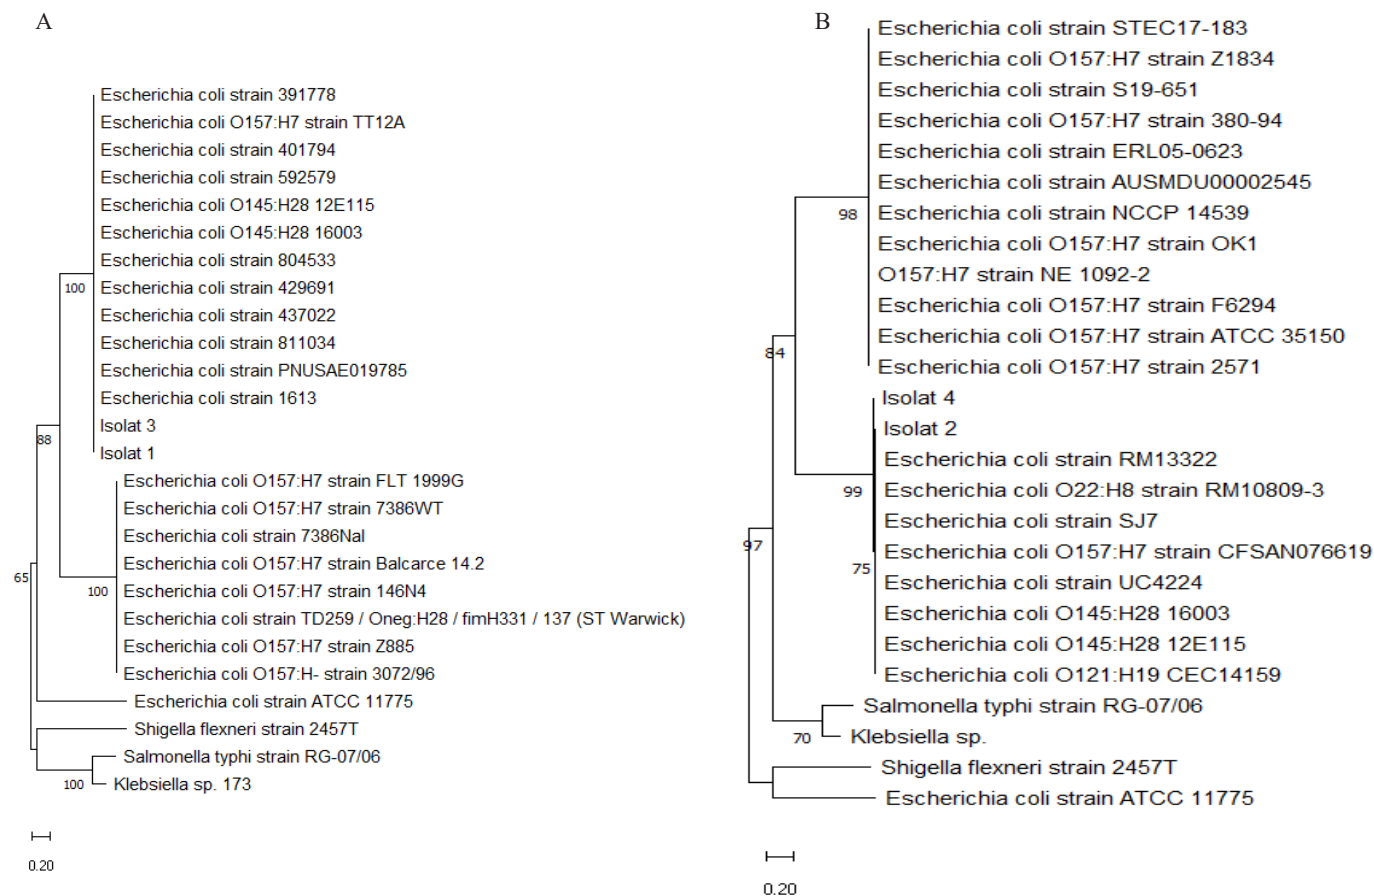 A
Escherichia coli strain 391778
Escherichia coli O157:H7 strain TT12A
Escherichia coli strain 401794
Escherichia coli strain 592579
Escherichia coli O145:H28 12E115
Escherichia coli O145:H28 16003
Escherichia coli strain 804533
Escherichia coli strain 429691
100
Escherichia coli strain 437022
Escherichia coli strain 811034
Escherichia coli strain PNUSAE019785
Escherichia coli strain 1613
Isolat 3
88
Isolat 1
Escherichia coli O157:H7 strain FLT 1999G
Escherichia coli O157:H7 strain 7386WT
Escherichia coli strain 7386Nal
Escherichia coli O157:H7 strain Balcarce 14.2
65
100
Escherichia coli O157:H7 strain 146N4
Escherichia coli strain TD259 / Oneg:H28 / fimH331 / 137 (ST Warwick)
Escherichia coli O157:H7 strain Z885
Escherichia coli O157:H- strain 3072/96
Escherichia coli strain ATCC 11775
Shigella flexneri strain 2457T
Salmonella typhi strain RG-07/06
100
Klebsiella sp. 173
0.20
B
Escherichia coli strain STEC17-183
Escherichia coli O157:H7 strain Z1834
Escherichia coli strain S19-651
Escherichia coli O157:H7 strain 380-94
Escherichia coli strain ERL05-0623
Escherichia coli strain AUSMDU00002545
98
Escherichia coli strain NCCP 14539
Escherichia coli O157:H7 strain OK1
O157:H7 strain NE 1092-2
Escherichia coli O157:H7 strain F6294
Escherichia coli O157:H7 strain ATCC 35150
84
Escherichia coli O157:H7 strain 2571
Isolat 4
Isolat 2
Escherichia coli strain RM13322
99
Escherichia coli O22:H8 strain RM10809-3
Escherichia coli strain SJ7
97
Escherichia coli O157:H7 strain CFSAN076619
75
Escherichia coli strain UC4224
Escherichia coli O145:H28 16003
Escherichia coli O145:H28 12E115
Escherichia coli O121:H19 CEC14159
Salmonella typhi strain RG-07/06
70
Klebsiella sp.
Shigella flexneri strain 2457T
Escherichia coli strain ATCC 11775
0.20